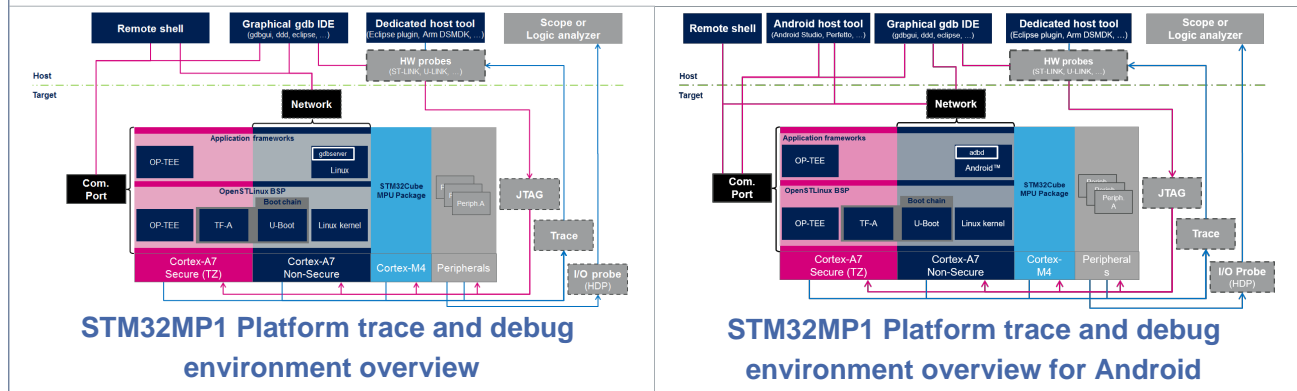 Remote shell
Graphical gdb IDE
(gdbgui, ddd, eclipse, …)
Dedicated host tool
(Eclipse plugin, Arm DSMDK, …)
Scope or
Logic analyzer
HW probes
(ST-LINK, U-LINK, …)
Host
Target
Network
Application frameworks
OP-TEE
gdbserver
Linux
STM32Cube
MPU Package
Com.
Port
OpenSTLinux BSP
Boot chain
OP-TEE
TF-A
U-Boot
Linux kernel
Periph.A
JTAG
Trace
Cortex-A7
Secure (TZ)
Cortex-A7
Non-Secure
Cortex-M4
Peripherals
I/O probe
(HDP)
STM32MP1 Platform trace and debug
environment overview
Remote shell
Android host tool
(Android Studio, Perfetto, …)
Graphical gdb IDE
(gdbgui, ddd, eclipse, …)
Dedicated host tool
(Eclipse plugin, Arm DSMDK, …)
Scope or
Logic analyzer
HW probes
(ST-LINK, U-LINK, …)
Host
Target
Network
Application frameworks
OP-TEE
adbd
Android™
STM32Cube
MPU Package
Com.
Port
OpenSTLinux BSP
Boot chain
OP-TEE
TF-A
U-Boot
Linux kernel
Periph.
A
JTAG
Trace
Cortex-A7
Secure (TZ)
Cortex-A7
Non-Secure
Cortex-
M4
Peripheral
s
I/O Probe
(HDP)
STM32MP1 Platform trace and debug
environment overview for Android